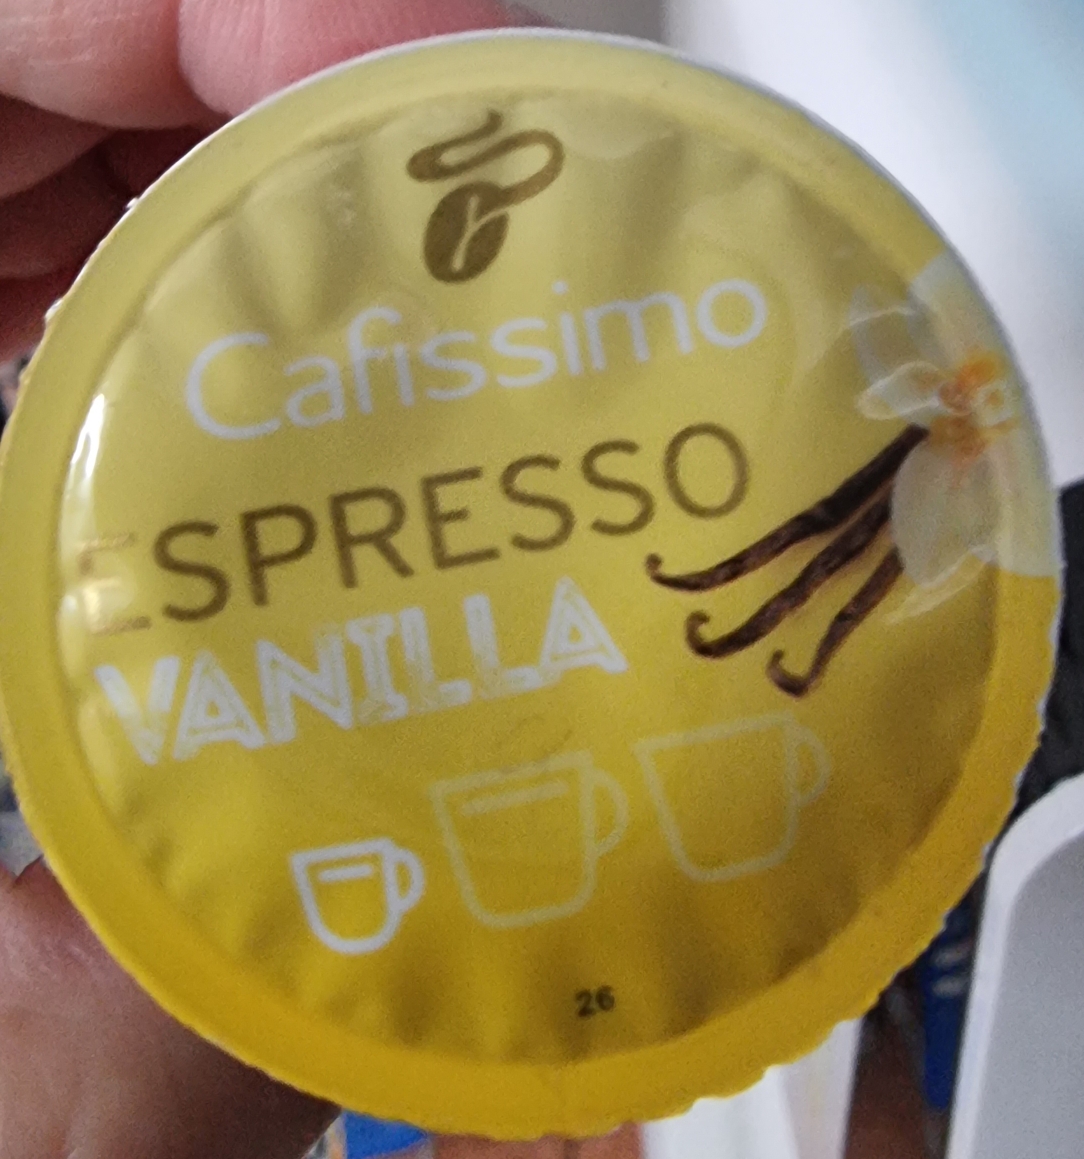 Cafissimo
ESPRESSO
VANILLA
26